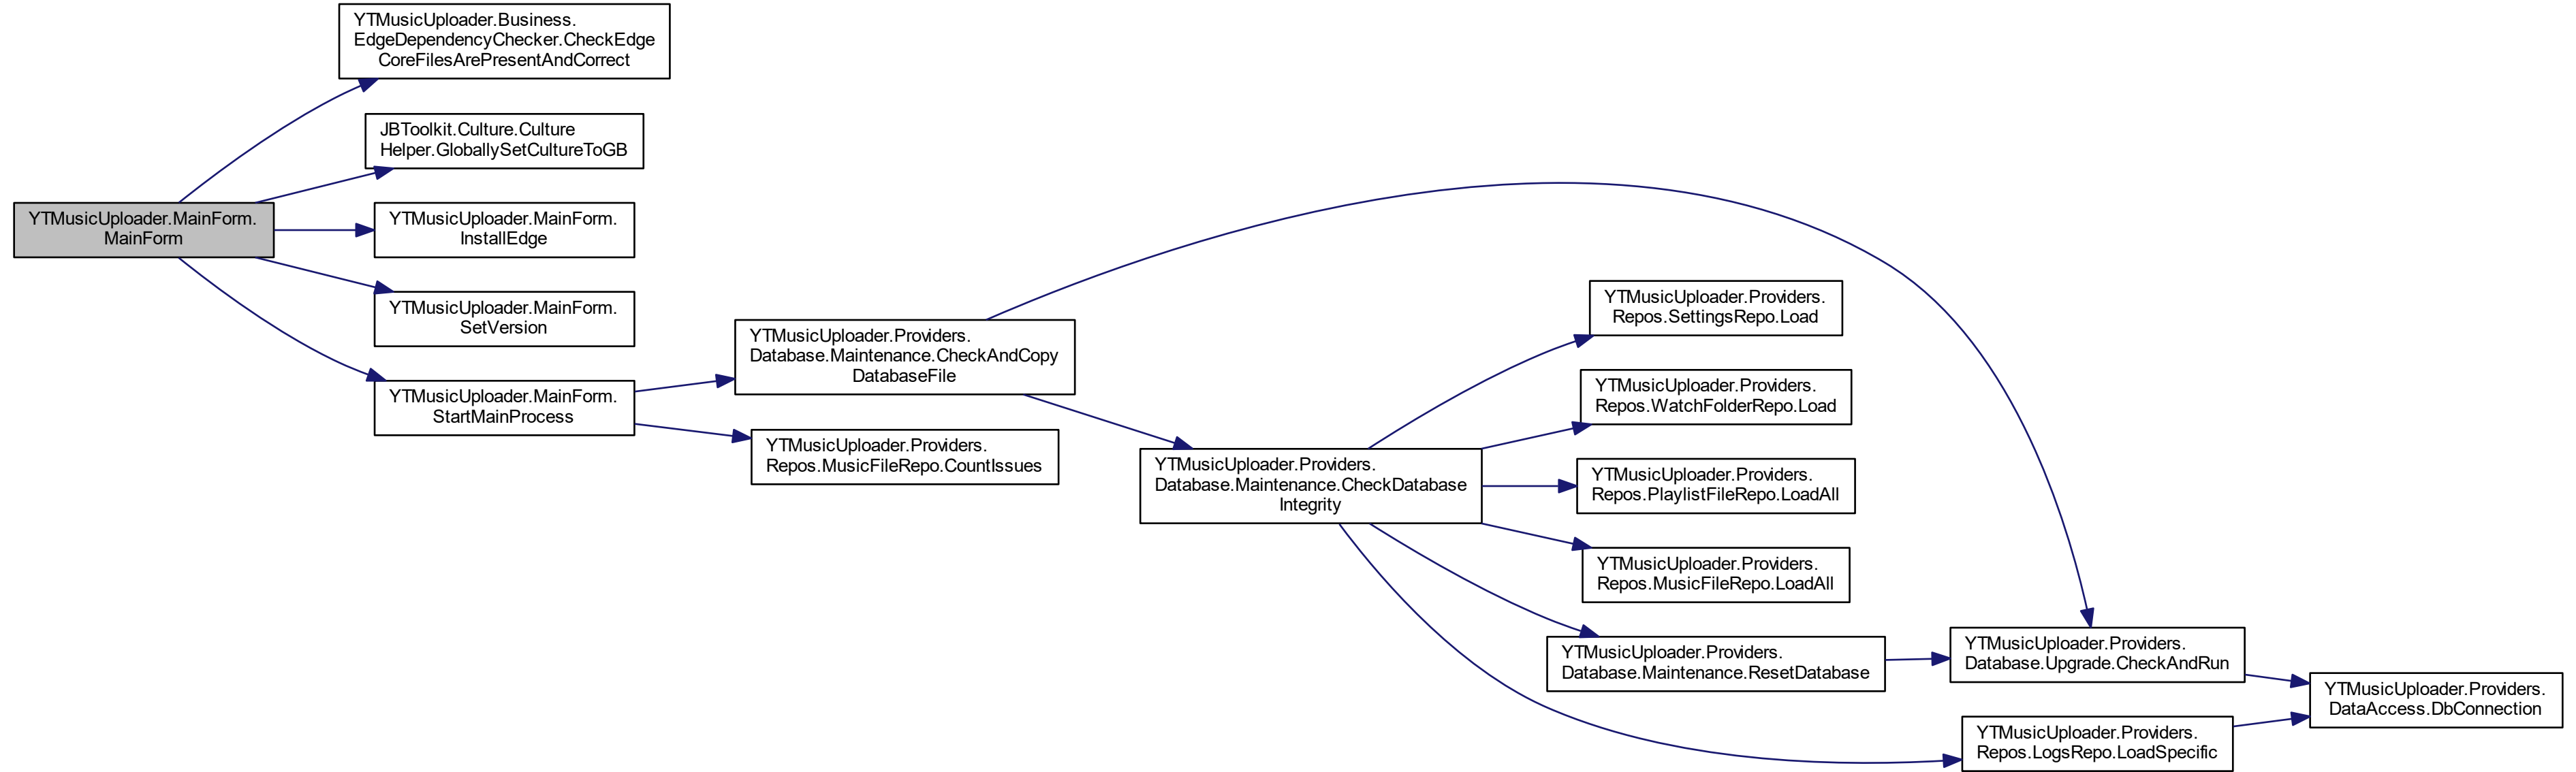 YTMusicUploader.Business.
EdgeDependencyChecker.CheckEdge
CoreFilesArePresentAndCorrect
JBToolkit.Culture.Culture
Helper.GloballySetCultureToGB
YTMusicUploader.MainForm.
MainForm
YTMusicUploader.MainForm.
InstallEdge
YTMusicUploader.MainForm.
SetVersion
YTMusicUploader.MainForm.
StartMainProcess
YTMusicUploader.Providers.
Database.Maintenance.CheckAndCopy
DatabaseFile
YTMusicUploader.Providers.
Repos.MusicFileRepo.CountIssues
YTMusicUploader.Providers.
Database.Maintenance.CheckDatabase
Integrity
YTMusicUploader.Providers.
Repos.SettingsRepo.Load
YTMusicUploader.Providers.
Repos.WatchFolderRepo.Load
YTMusicUploader.Providers.
Repos.PlaylistFileRepo.LoadAll
YTMusicUploader.Providers.
Repos.MusicFileRepo.LoadAll
YTMusicUploader.Providers.
Database.Maintenance.ResetDatabase
YTMusicUploader.Providers.
Database.Upgrade.CheckAndRun
YTMusicUploader.Providers.
Repos.LogsRepo.LoadSpecific
YTMusicUploader.Providers.
DataAccess.DbConnection